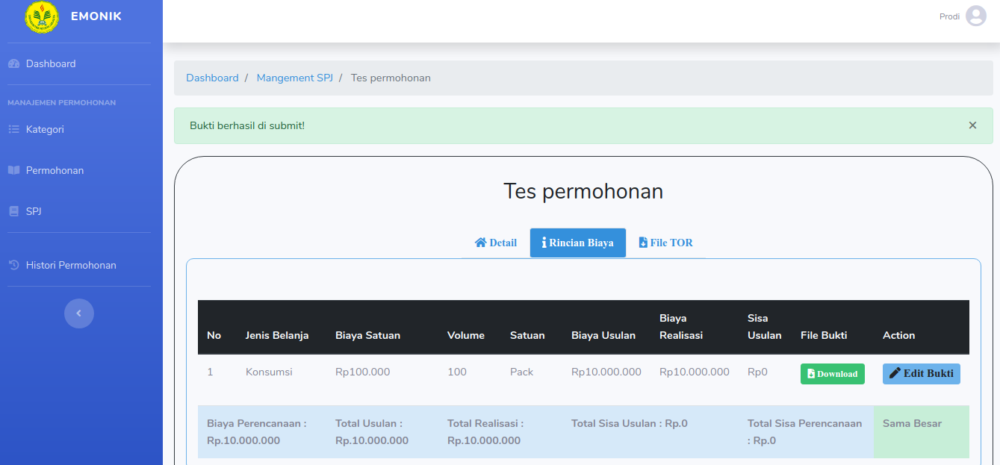 EMONIK
Prodi
Dashboard
MANAJEMEN PERMOHONAN
Kategori
Permohonan
SPJ
Histori Permohonan
Dashboard / Mangement SPJ / Tes permohonan
Bukti berhasil di submit! ×
Tes permohonan
Detail Rincian Biaya File TOR
No Jenis Belanja Biaya Satuan Volume Satuan Biaya Usulan Biaya Realisasi Sisa Usulan File Bukti Action
1 Konsumsi Rp100.000 100 Pack Rp10.000.000 Rp10.000.000 Rp0 Download Edit Bukti
Biaya Perencanaan : Rp.10.000.000 Total Usulan : Rp.10.000.000 Total Realisasi : Rp.10.000.000 Total Sisa Usulan : Rp.0 Total Sisa Perencanaan : Rp.0 Sama Besar